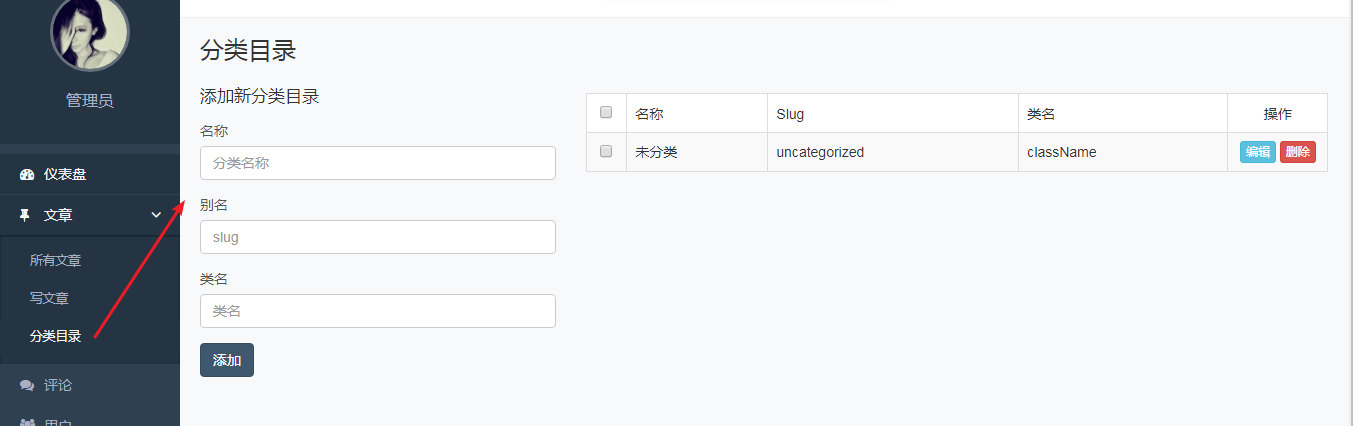 管理员
仪表盘
文章
所有文章
写文章
分类目录
评论
用户
分类目录
添加新分类目录
名称
分类名称
别名
slug
类名
类名
添加
名称 Slug 类名 操作
未分类 uncategorized className 编辑 删除